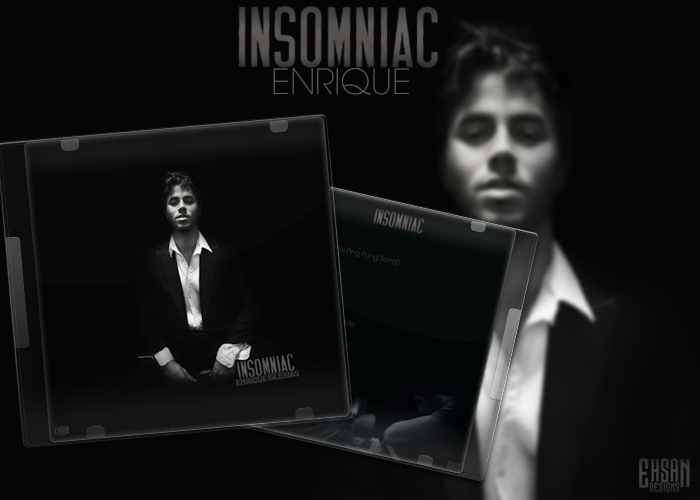 INSOMNIAC
ENRIQUE
INSOMNIAC
Ping Pong Song)
INSOMNIAC
ENRIQUE IGLESIAS
EHSAN
DESIGNS